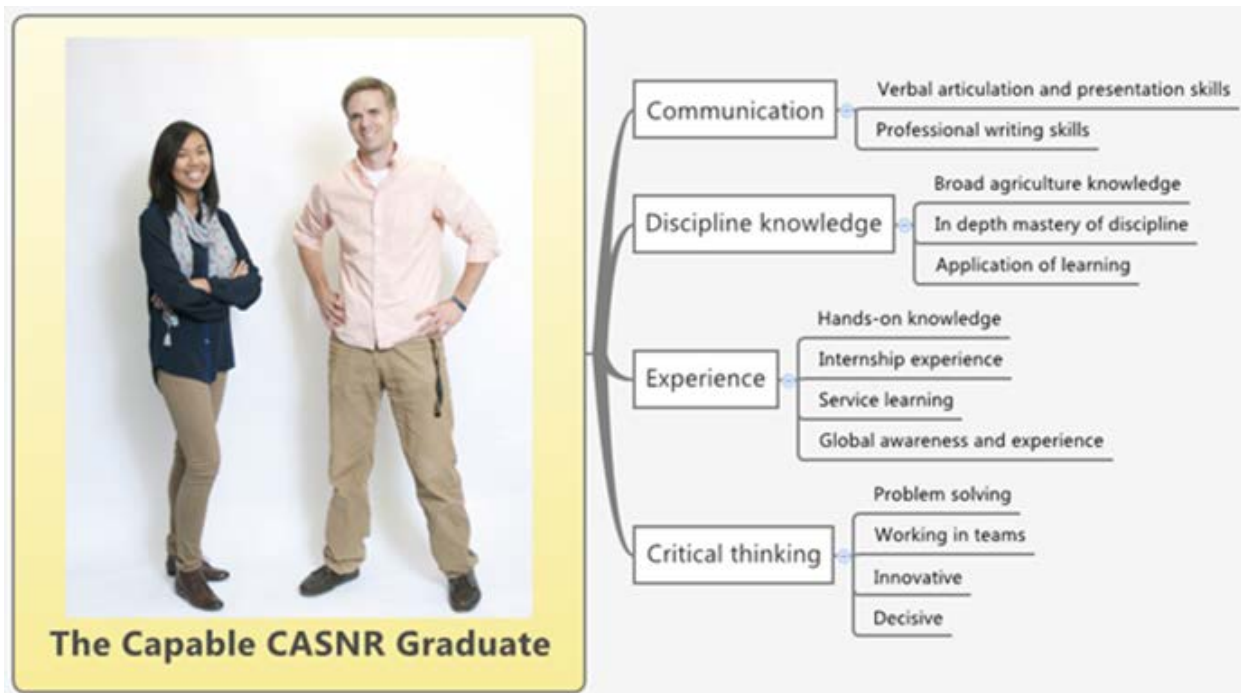 The Capable CASNR Graduate
Communication
Verbal articulation and presentation skills
Professional writing skills
Discipline knowledge
Broad agriculture knowledge
In depth mastery of discipline
Application of learning
Experience
Hands-on knowledge
Internship experience
Service learning
Global awareness and experience
Critical thinking
Problem solving
Working in teams
Innovative
Decisive